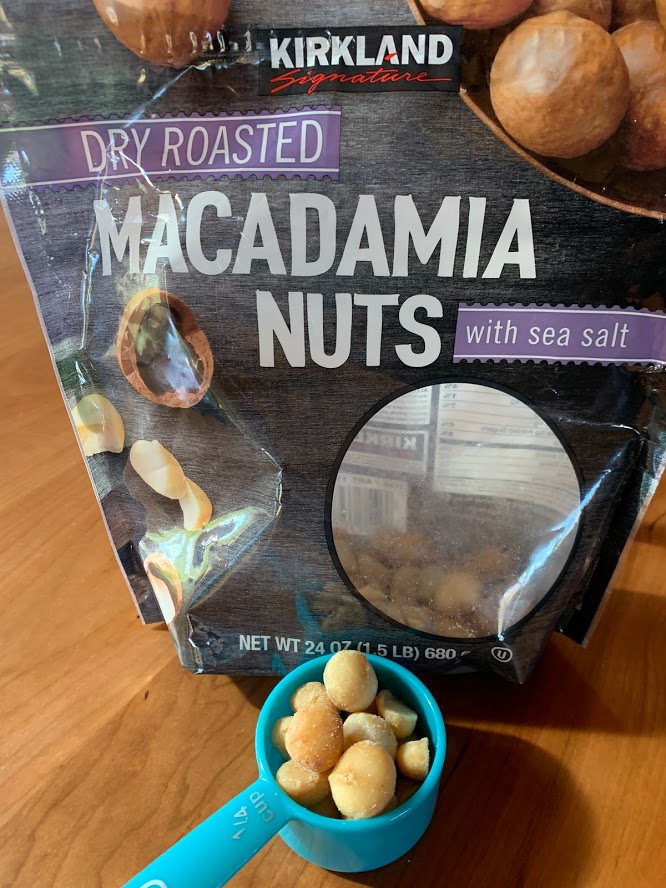 KIRKLAND
Signature
DRY ROASTED
MACADAMIA
NUTS
with sea salt
KIRK
NET WT 24 OZ (1.5 LB) 680
U
1/4 CUP